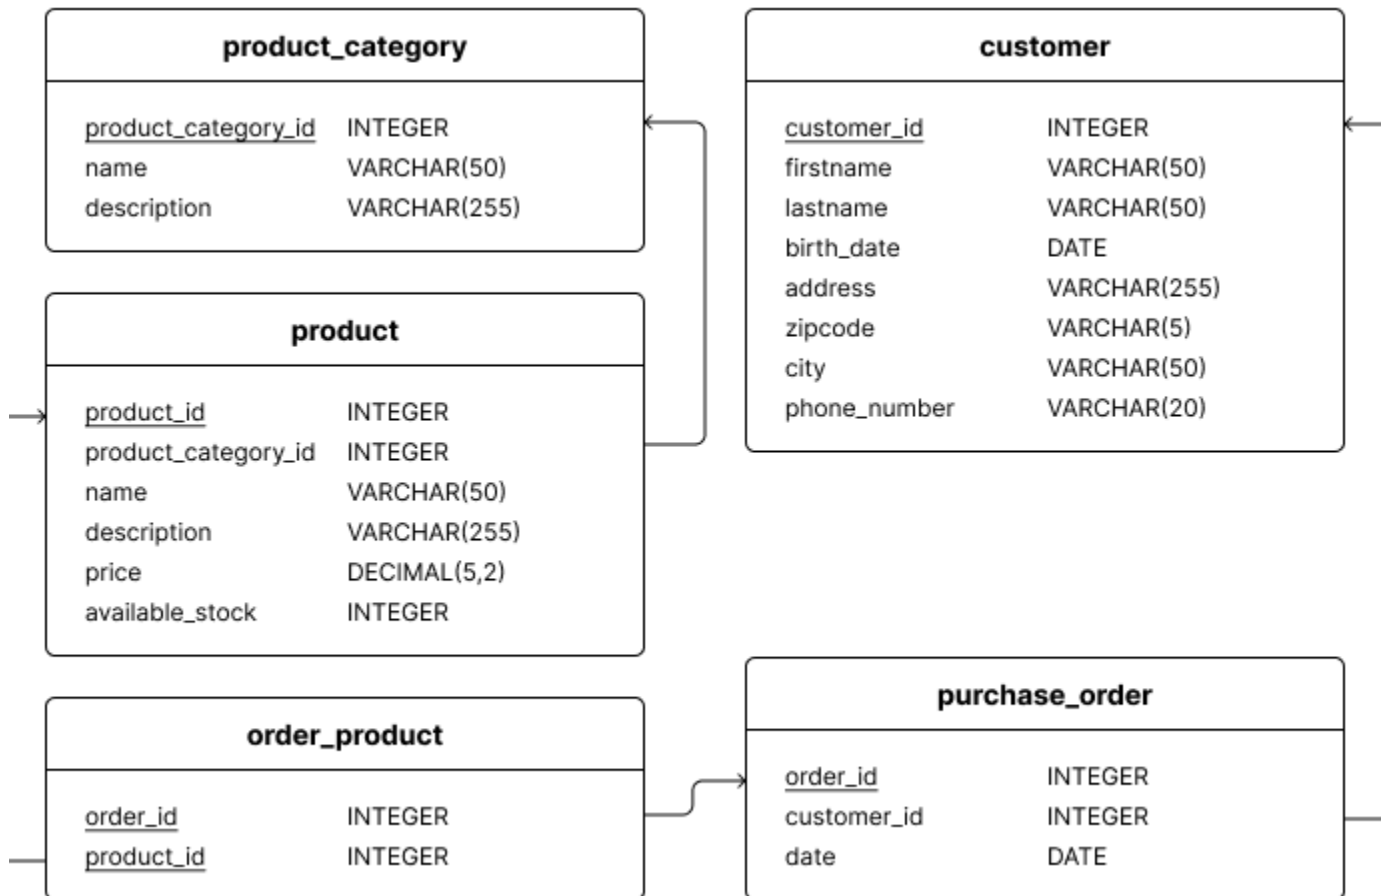 product_category
product_category_id INTEGER
name VARCHAR(50)
description VARCHAR(255)
product
product_id INTEGER
product_category_id INTEGER
name VARCHAR(50)
description VARCHAR(255)
price DECIMAL(5,2)
available_stock INTEGER
order_product
order_id INTEGER
product_id INTEGER
customer
customer_id INTEGER
firstname VARCHAR(50)
lastname VARCHAR(50)
birth_date DATE
address VARCHAR(255)
zipcode VARCHAR(5)
city VARCHAR(50)
phone_number VARCHAR(20)
purchase_order
order_id INTEGER
customer_id INTEGER
date DATE